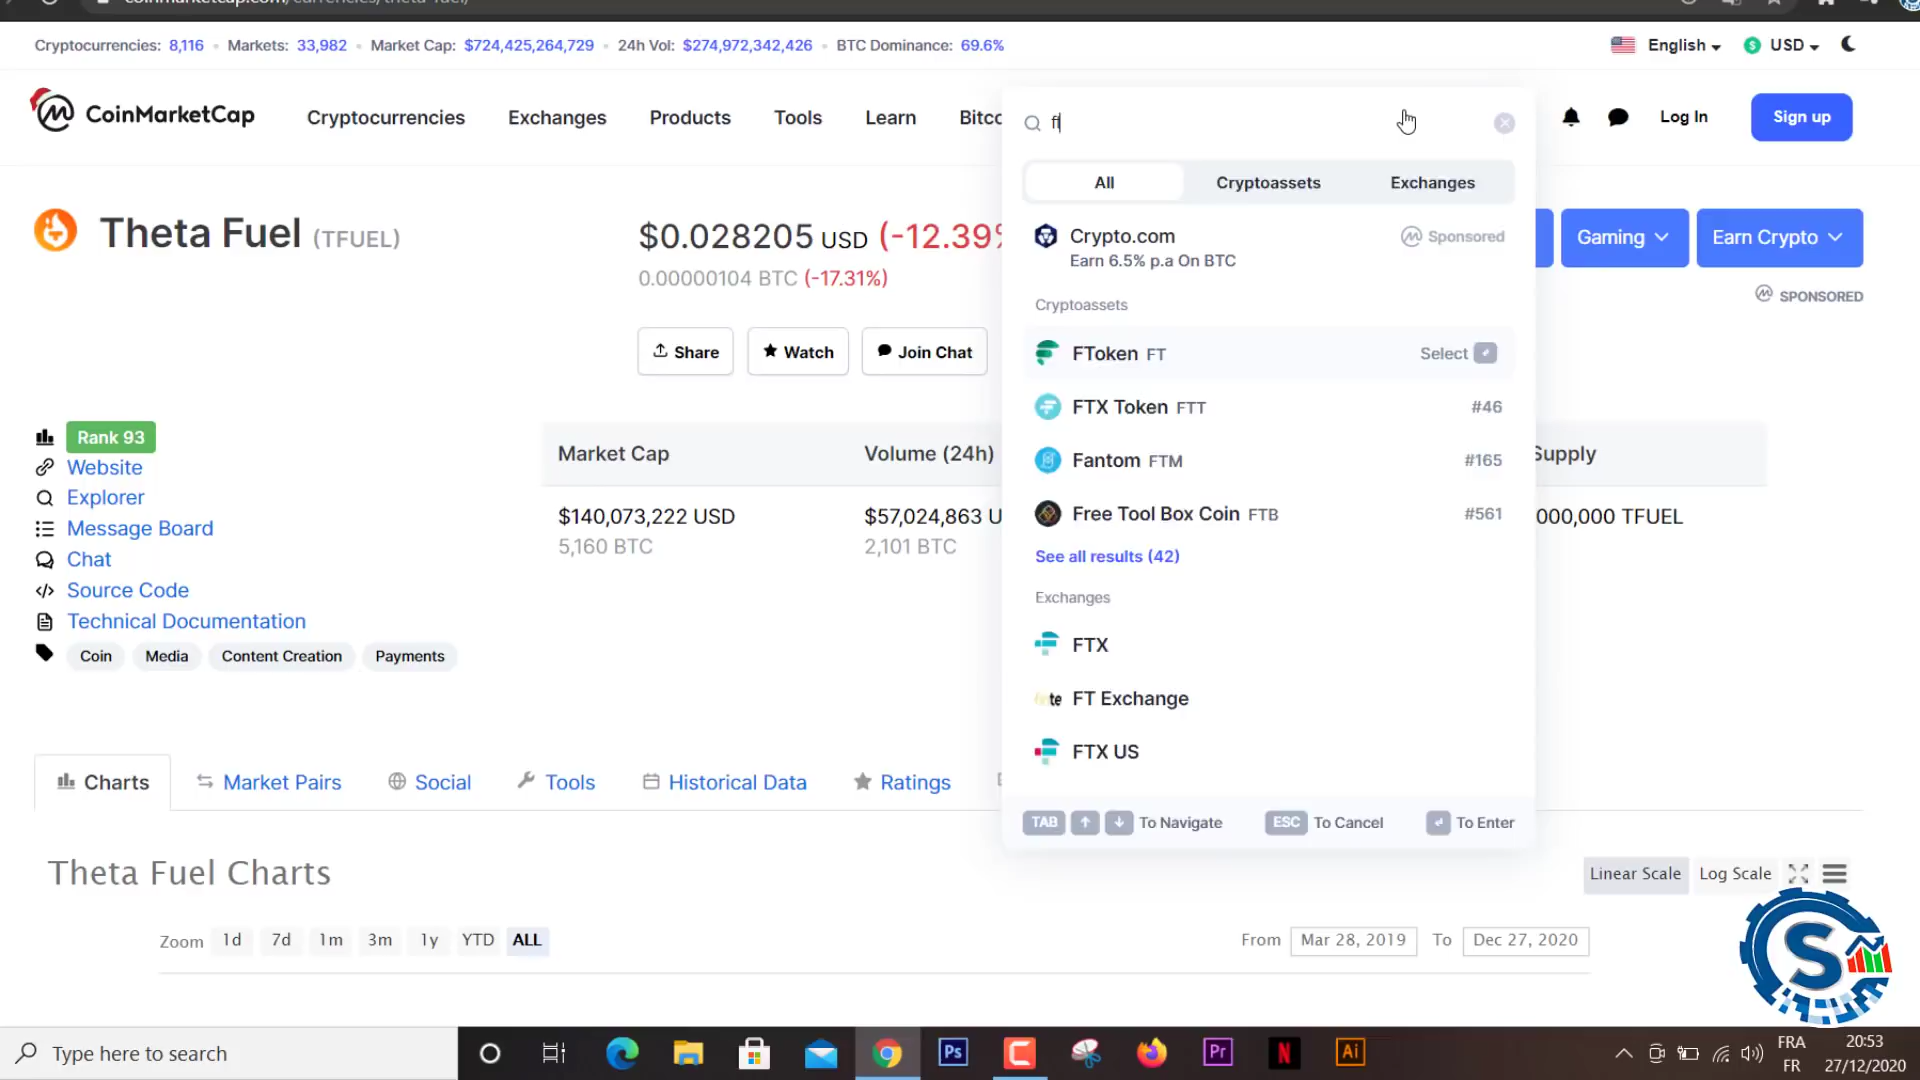 coinmarketcap.com/currencies/theta-fuel/
Cryptocurrencies: 8,116 • Markets: 33,982 • Market Cap: $724,425,264,729 • 24h Vol: $274,972,342,426 • BTC Dominance: 69.6%
English
USD
CoinMarketCap
Cryptocurrencies
Exchanges
Products
Tools
Learn
Bitco
Log In
Sign up
Theta Fuel (TFUEL)
$0.028205 USD (-12.39%
0.00000104 BTC (-17.31%)
Share
Watch
Join Chat
Gaming
Earn Crypto
SPONSORED
Rank 93
Website
Explorer
Message Board
Chat
Source Code
Technical Documentation
Coin
Media
Content Creation
Payments
Market Cap
$140,073,222 USD
5,160 BTC
Volume (24h)
$57,024,863 U
2,101 BTC
Supply
000,000 TFUEL
All
Cryptoassets
Exchanges
Crypto.com
Earn 6.5% p.a On BTC
Sponsored
Cryptoassets
FToken FT
Select
FTX Token FTT
#46
Fantom FTM
#165
Free Tool Box Coin FTB
#561
See all results (42)
Exchanges
FTX
FT Exchange
FTX US
TAB
To Navigate
ESC To Cancel
To Enter
Charts
Market Pairs
Social
Tools
Historical Data
Ratings
Theta Fuel Charts
Linear Scale
Log Scale
Zoom 1d 7d 1m 3m 1y YTD ALL
From Mar 28, 2019 To Dec 27, 2020
S
Type here to search
Ps
Pr
N
Ai
FRA
FR
20:53
27/12/2020